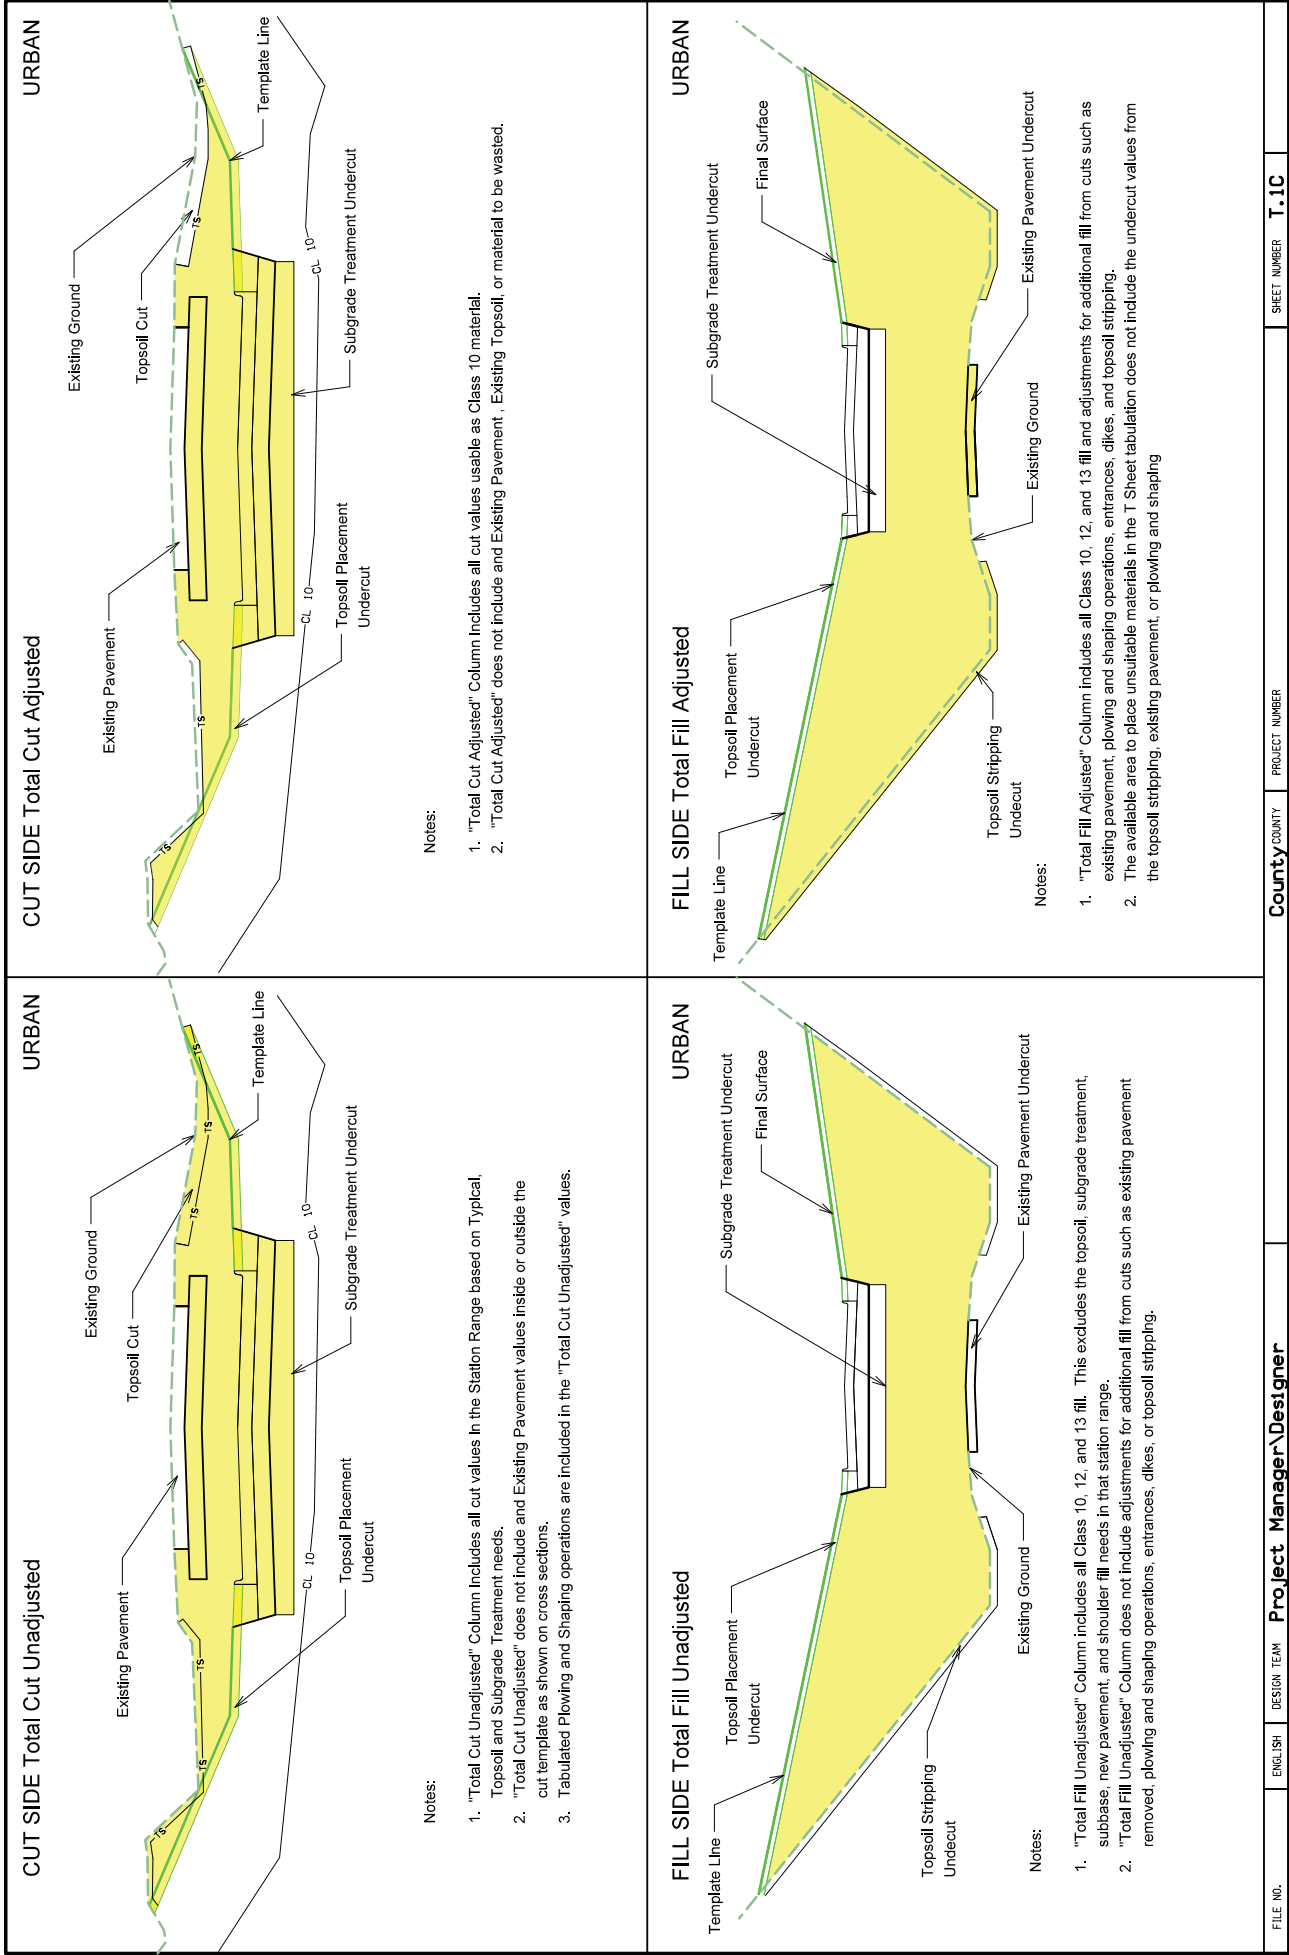 CUT SIDE Total Cut Unadjusted
URBAN
Existing Pavement
Topsoil Cut
Existing Ground
Template Line
TS
TS
TS
TS
TS
TS
CL 10
CL 10
Topsoil Placement
Undercut
Subgrade Treatment Undercut
Notes:
1. "Total Cut Unadjusted" Column Includes all cut values In the Station Range based on Typical,
Topsoil and Subgrade Treatment needs.
2. "Total Cut Unadjusted" does not include and Existing Pavement values inside or outside the
cut template as shown on cross sections.
3. Tabulated Plowing and Shaping operations are included in the "Total Cut Unadjusted" values.
CUT SIDE Total Cut Adjusted
URBAN
Existing Pavement
Topsoil Cut
Existing Ground
Template Line
TS
TS
TS
TS
CL 10
CL 10
Topsoil Placement
Undercut
Subgrade Treatment Undercut
Notes:
1. "Total Cut Adjusted" Column Includes all cut values usable as Class 10 material.
2. "Total Cut Adjusted" does not include and Existing Pavement , Existing Topsoil, or material to be wasted.
FILL SIDE Total Fill Unadjusted
URBAN
Template Line
Topsoil Placement
Undercut
Subgrade Treatment Undercut
Final Surface
Topsoil Stripping
Undecut
Existing Ground
Existing Pavement Undercut
Notes:
1. "Total Fill Unadjusted" Column includes all Class 10, 12, and 13 fill. This excludes the topsoil, subgrade treatment,
subbase, new pavement, and shoulder fill needs in that station range.
2. "Total Fill Unadjusted" Column does not include adjustments for additional fill from cuts such as existing pavement
removed, plowing and shaping operations, entrances, dikes, or topsoil stripping.
FILL SIDE Total Fill Adjusted
URBAN
Template Line
Topsoil Placement
Undercut
Subgrade Treatment Undercut
Final Surface
Topsoil Stripping
Undecut
Existing Ground
Existing Pavement Undercut
Notes:
1. "Total Fill Adjusted" Column includes all Class 10, 12, and 13 fill and adjustments for additional fill from cuts such as
existing pavement, plowing and shaping operations, entrances, dikes, and topsoil stripping.
2. The available area to place unsuitable materials in the T Sheet tabulation does not include the undercut values from
the topsoil stripping, existing pavement, or plowing and shaping
FILE NO. ENGLISH DESIGN TEAM Project Manager\Designer County COUNTY PROJECT NUMBER SHEET NUMBER T.1C